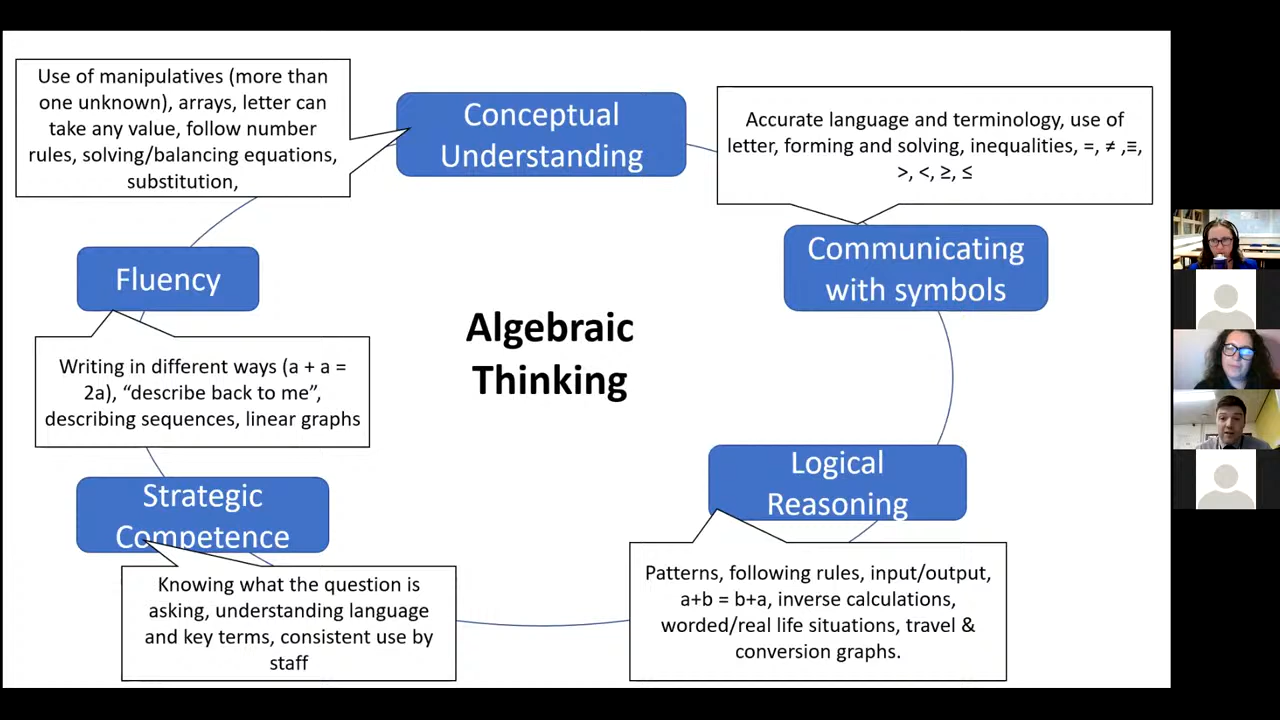 Use of manipulatives (more than
one unknown), arrays, letter can
take any value, follow number
rules, solving/balancing equations,
substitution,
Conceptual
Understanding
Accurate language and terminology, use of
letter, forming and solving, inequalities, =, ≠ ,≡,
>, <, ≥, ≤
Communicating
with symbols
Fluency
Algebraic
Thinking
Writing in different ways (a + a =
2a), “describe back to me”,
describing sequences, linear graphs
Logical
Reasoning
Strategic
Competence
Patterns, following rules, input/output,
a+b = b+a, inverse calculations,
worded/real life situations, travel &
conversion graphs.
Knowing what the question is
asking, understanding language
and key terms, consistent use by
staff